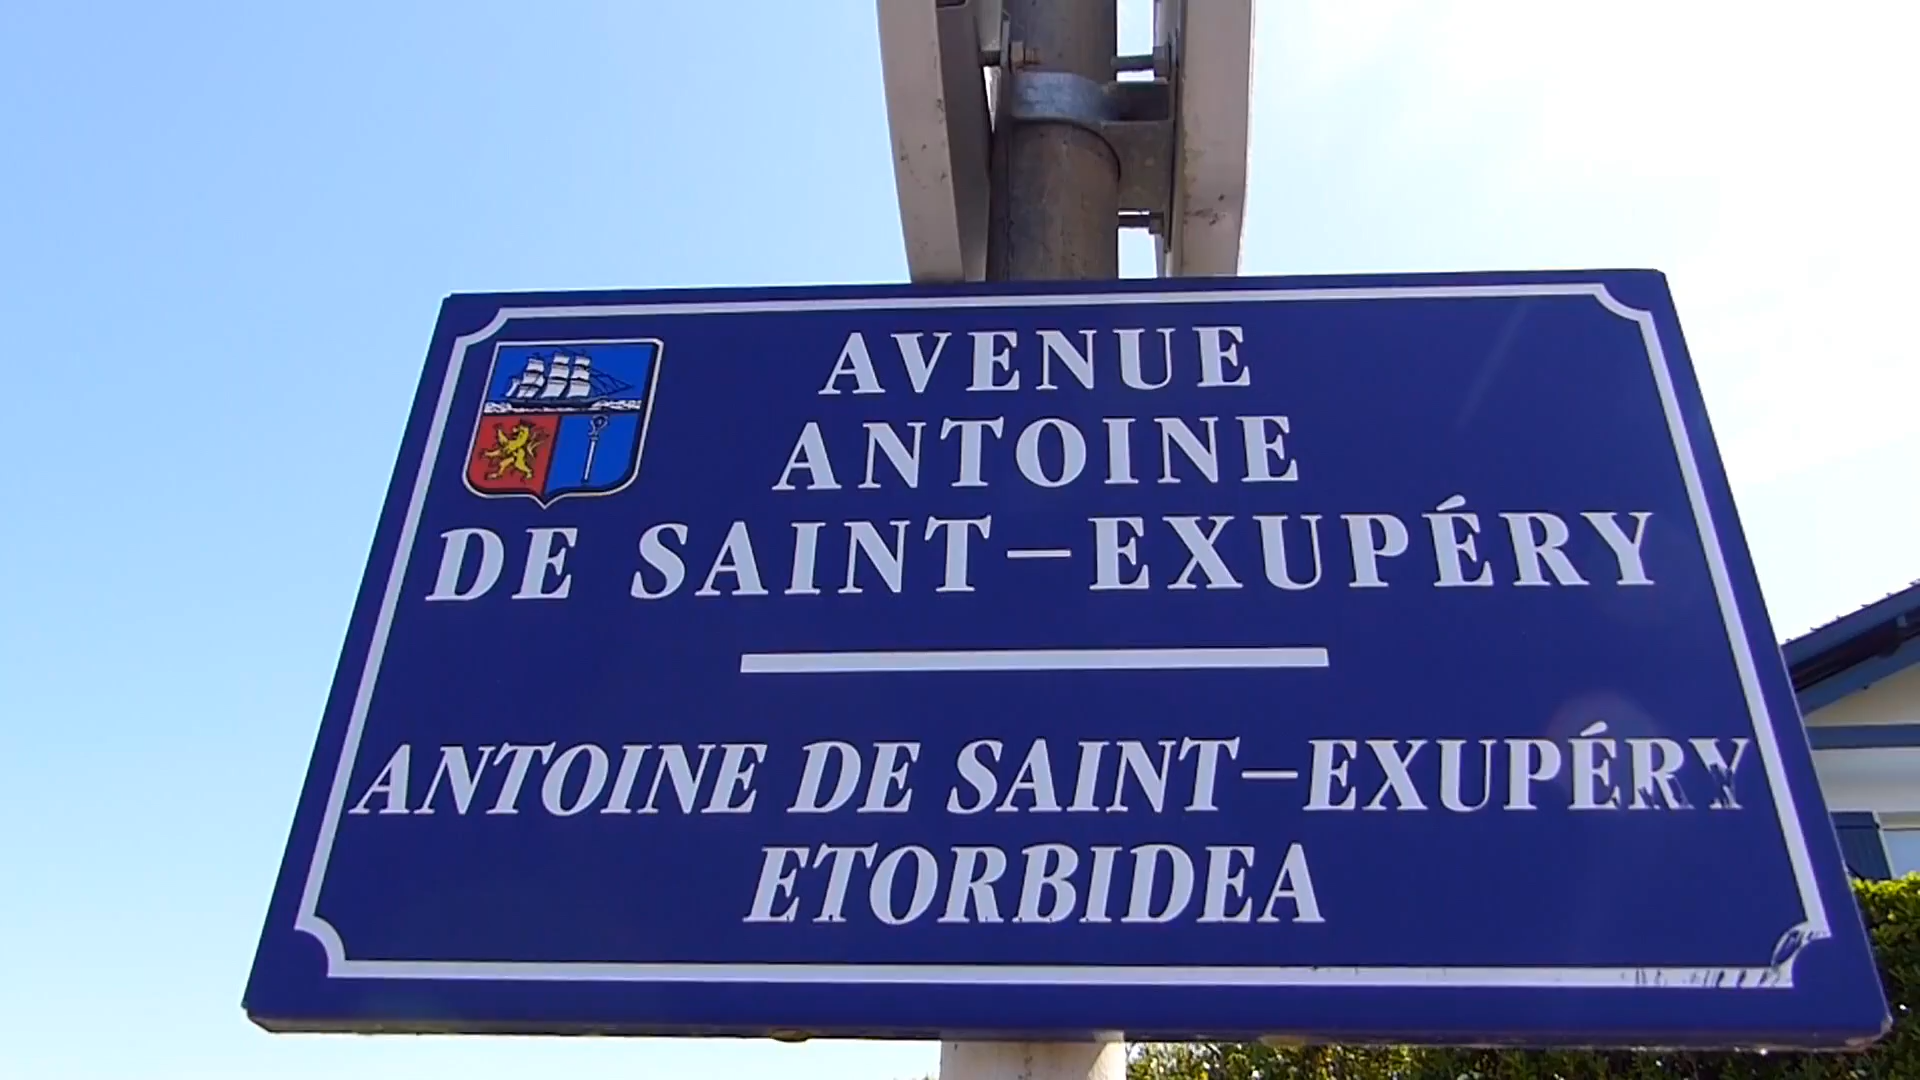 AVENUE
ANTOINE
DE SAINT-EXUPÉRY
ANTOINE DE SAINT-EXUPÉRY
ETORBIDEA